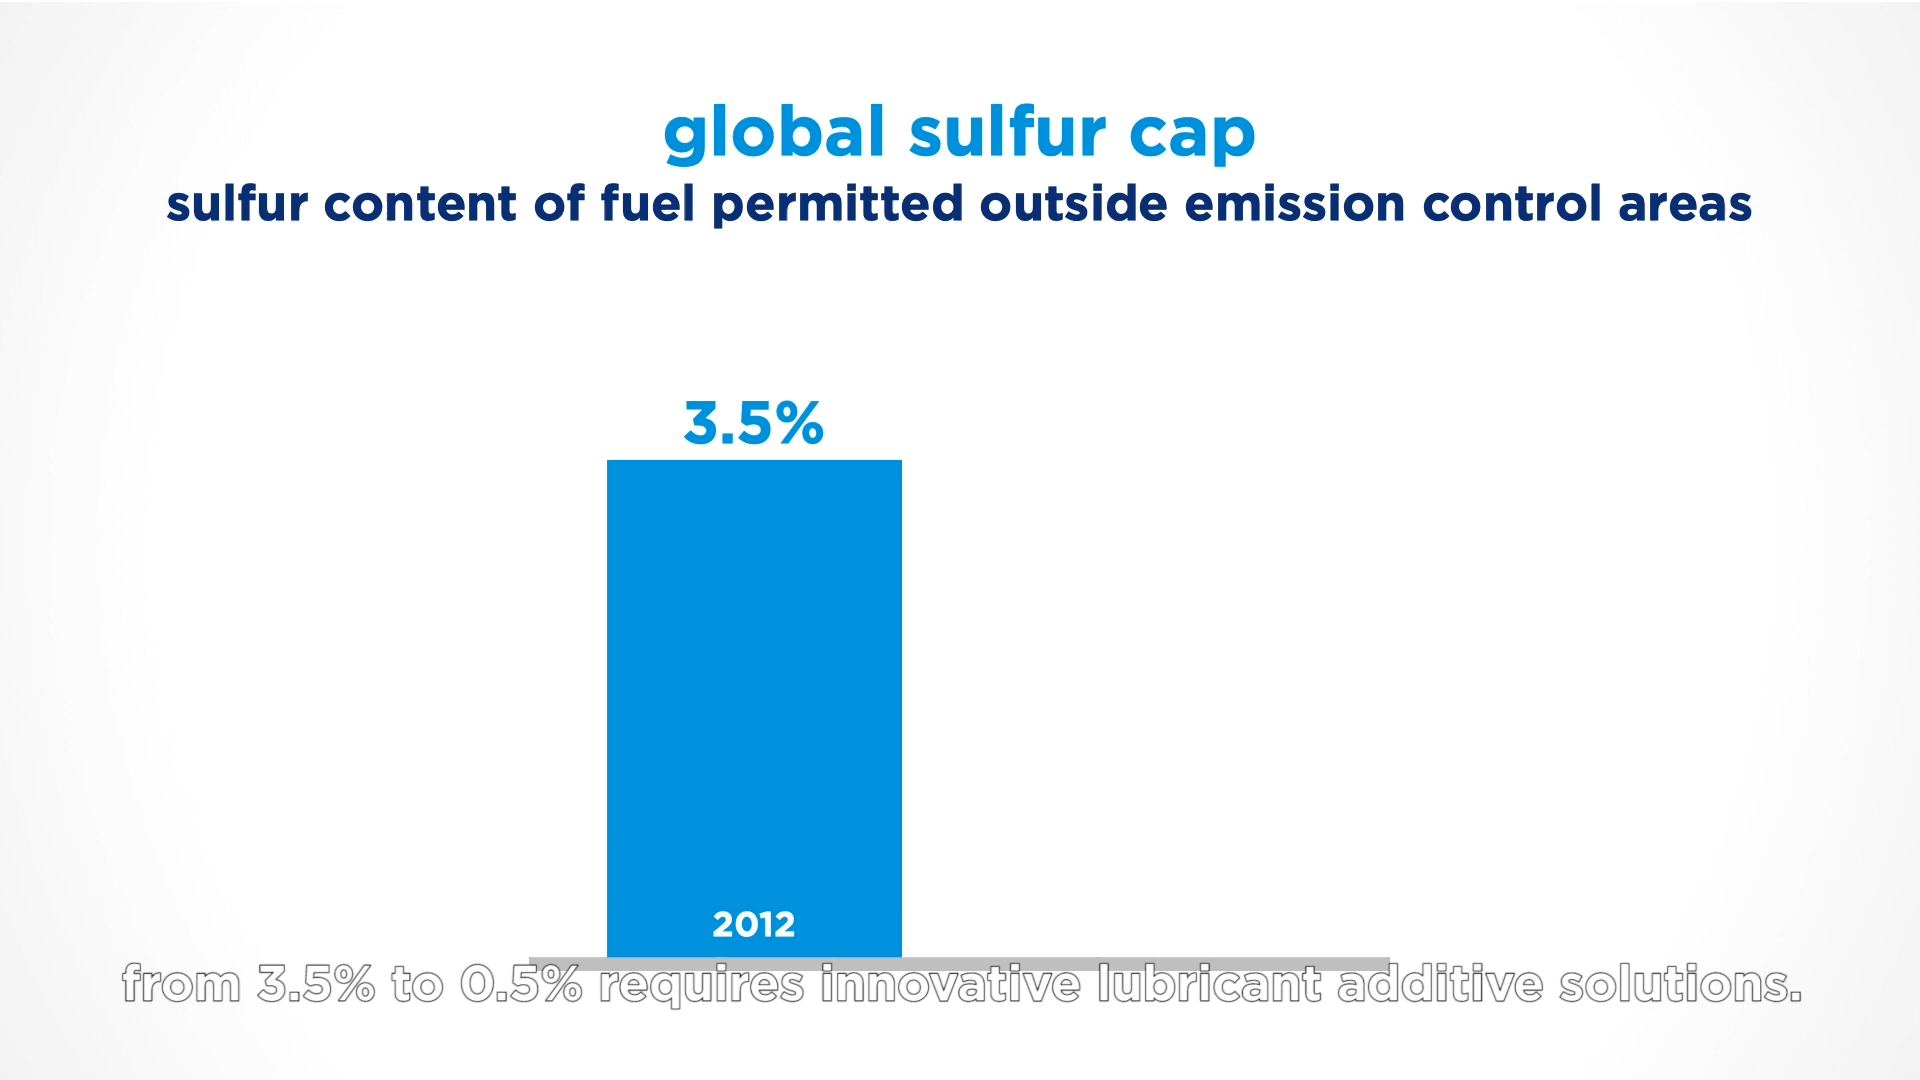 global sulfur cap
sulfur content of fuel permitted outside emission control areas
3.5%
2012
from 3.5% to 0.5% requires innovative lubricant additive solutions.